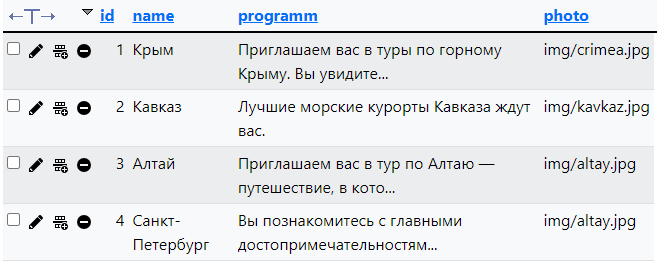 id name programm photo
1 Крым Приглашаем вас в туры по горному img/crimea.jpg
Крыму. Вы увидите...
2 Кавказ Лучшие морские курорты Кавказа ждут img/kavkaz.jpg
вас.
3 Алтай Приглашаем вас в тур по Алтаю — img/altay.jpg
путешествие, в кото...
4 Санкт- Вы познакомитесь с главными img/altay.jpg
Петербург достопримечательностям...